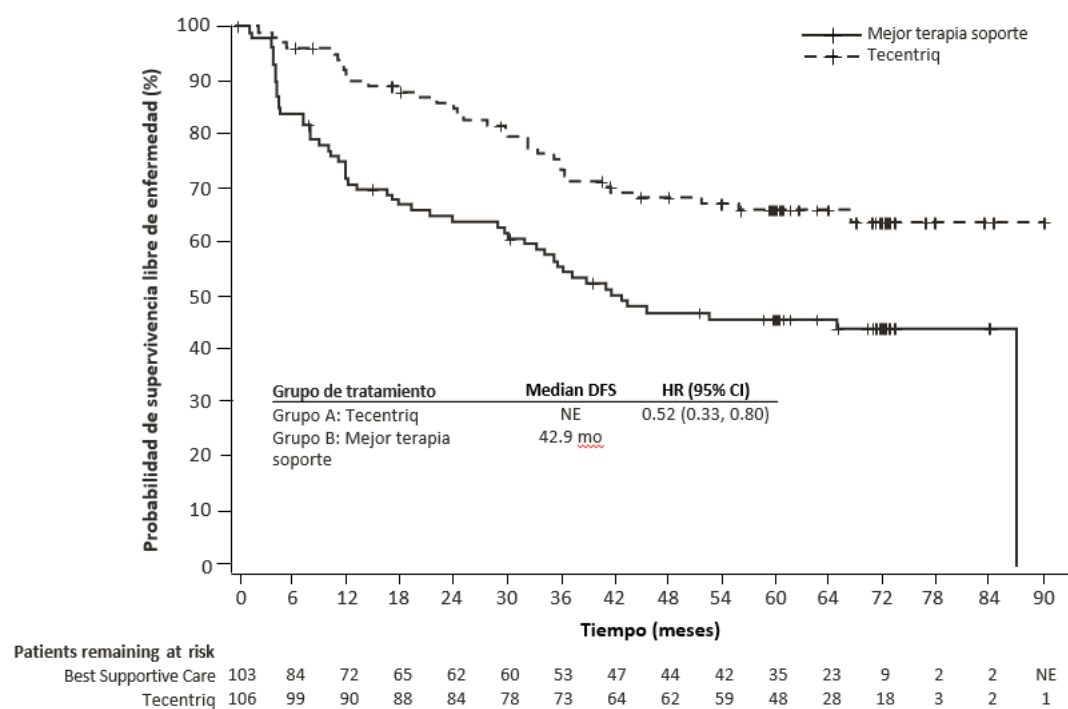 100
90
80
70
60
50
40
30
20
10
0
Probabilidad de supervivencia libre de enfermedad (%)
Mejor terapia soporte
Tecentriq
Grupo de tratamiento Median DFS HR (95% CI)
Grupo A: Tecentriq NE 0.52 (0.33, 0.80)
Grupo B: Mejor terapia 42.9 mo
soporte
0 6 12 18 24 30 36 42 48 54 60 64 72 78 84 90
Tiempo (meses)
Patients remaining at risk
Best Supportive Care 103 84 72 65 62 60 53 47 44 42 35 23 9 2 2 NE
Tecentriq 106 99 90 88 84 78 73 64 62 59 48 28 18 3 2 1